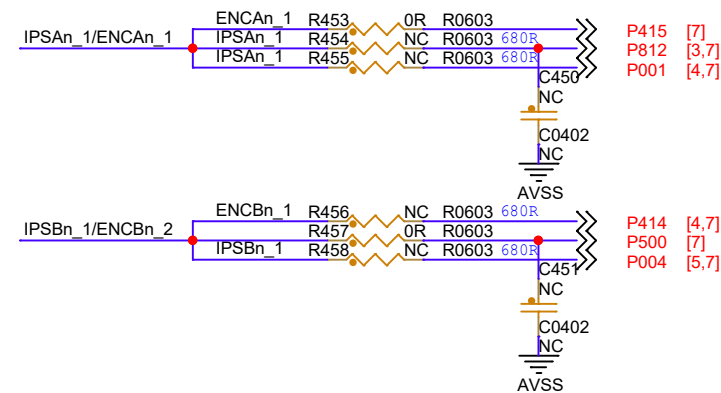 ENCAn_1 R453 0R R0603 P415 [7]
IPSAn_1/ENCAn_1 IPSAn_1 R454 NC R0603 680R P812 [3,7]
IPSAn_1 R455 NC R0603 680R P001 [4,7]
C450
NC
C0402
NC
AVSS
ENCBn_1 R456 NC R0603 680R P414 [4,7]
IPSBn_1/ENCBn_2 R457 0R R0603 P500 [7]
IPSBn_1 R458 NC R0603 680R P004 [5,7]
C451
NC
C0402
NC
AVSS